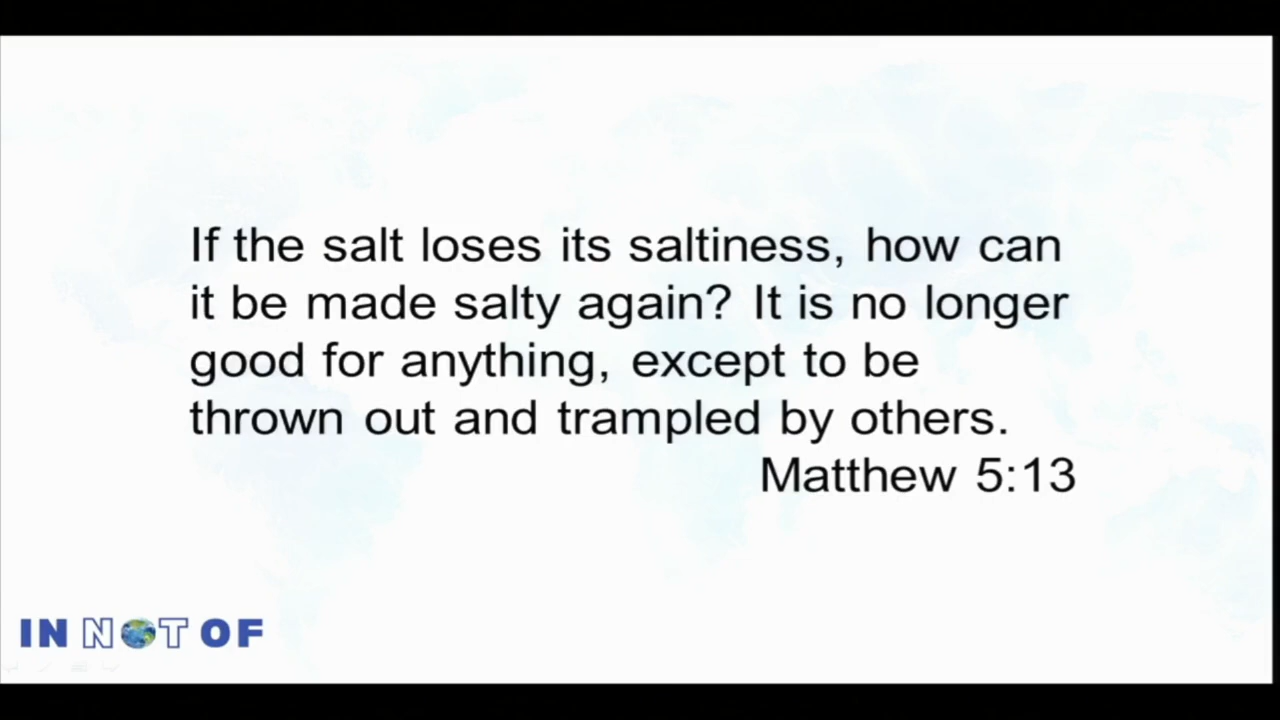 If the salt loses its saltiness, how can
it be made salty again? It is no longer
good for anything, except to be
thrown out and trampled by others.
Matthew 5:13
IN NOT OF